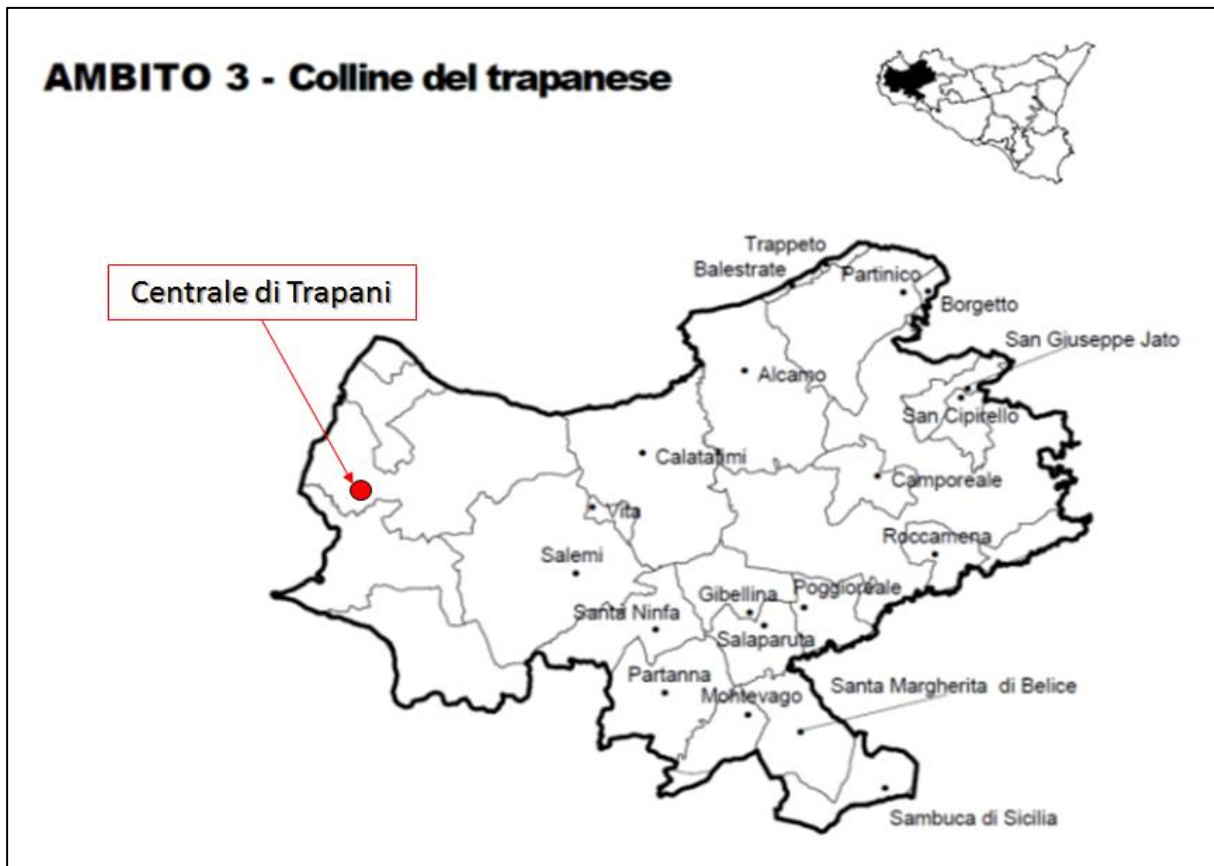 AMBITO 3 - Colline del trapanese
Trappeto
Balestrate
Partinico
Centrale di Trapani
Borgetto
San Giuseppe Jato
Alcamo
San Cipirello
Calatafimi
Camporeale
Vita
Roccamena
Salemi
Gibellina
Poggioreale
Santa Ninfa
Salaparuta
Partanna
Santa Margherita di Belice
Montevago
Sambuca di Sicilia